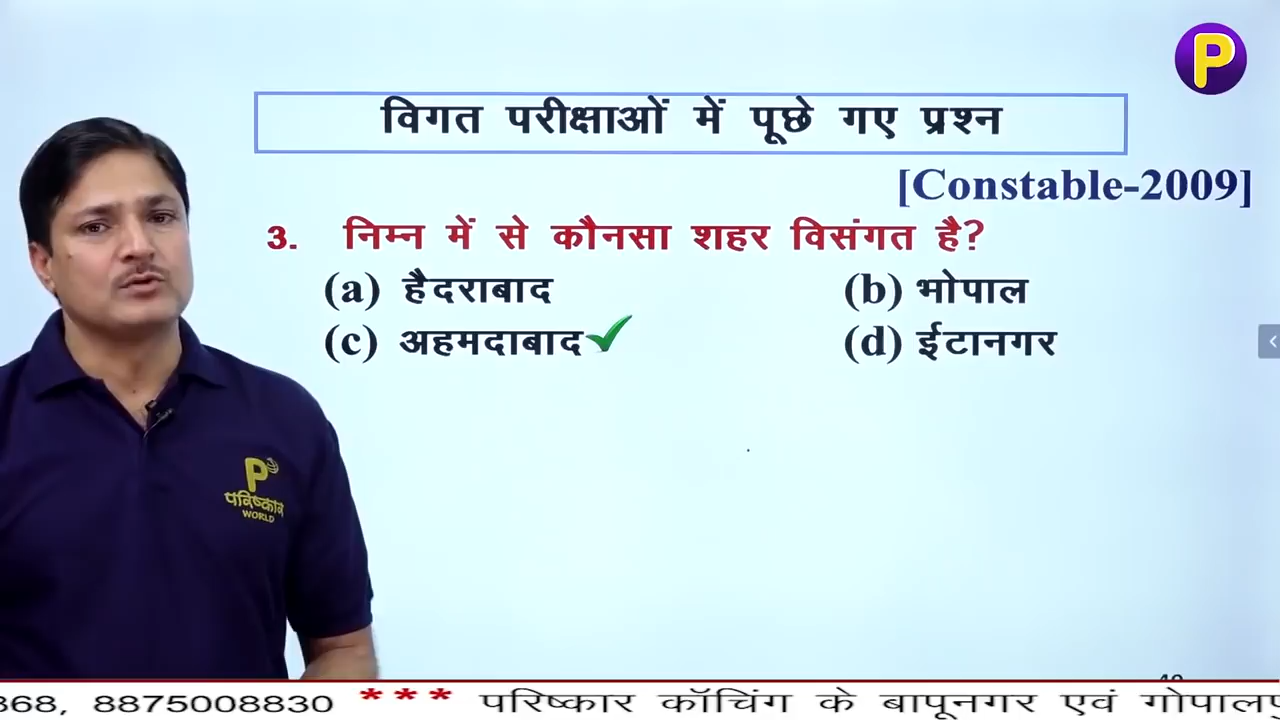 P
विगत परीक्षाओं में पूछे गए प्रश्न
[Constable-2009]
3. निम्न में से कौनसा शहर विसंगत है?
(a) हैदराबाद
(b) भोपाल
(c) अहमदाबाद
(d) ईटानगर
P
परिष्कार
WORLD
368, 8875008830 *** परिष्कार कॉचिंग के बापूनगर एवं